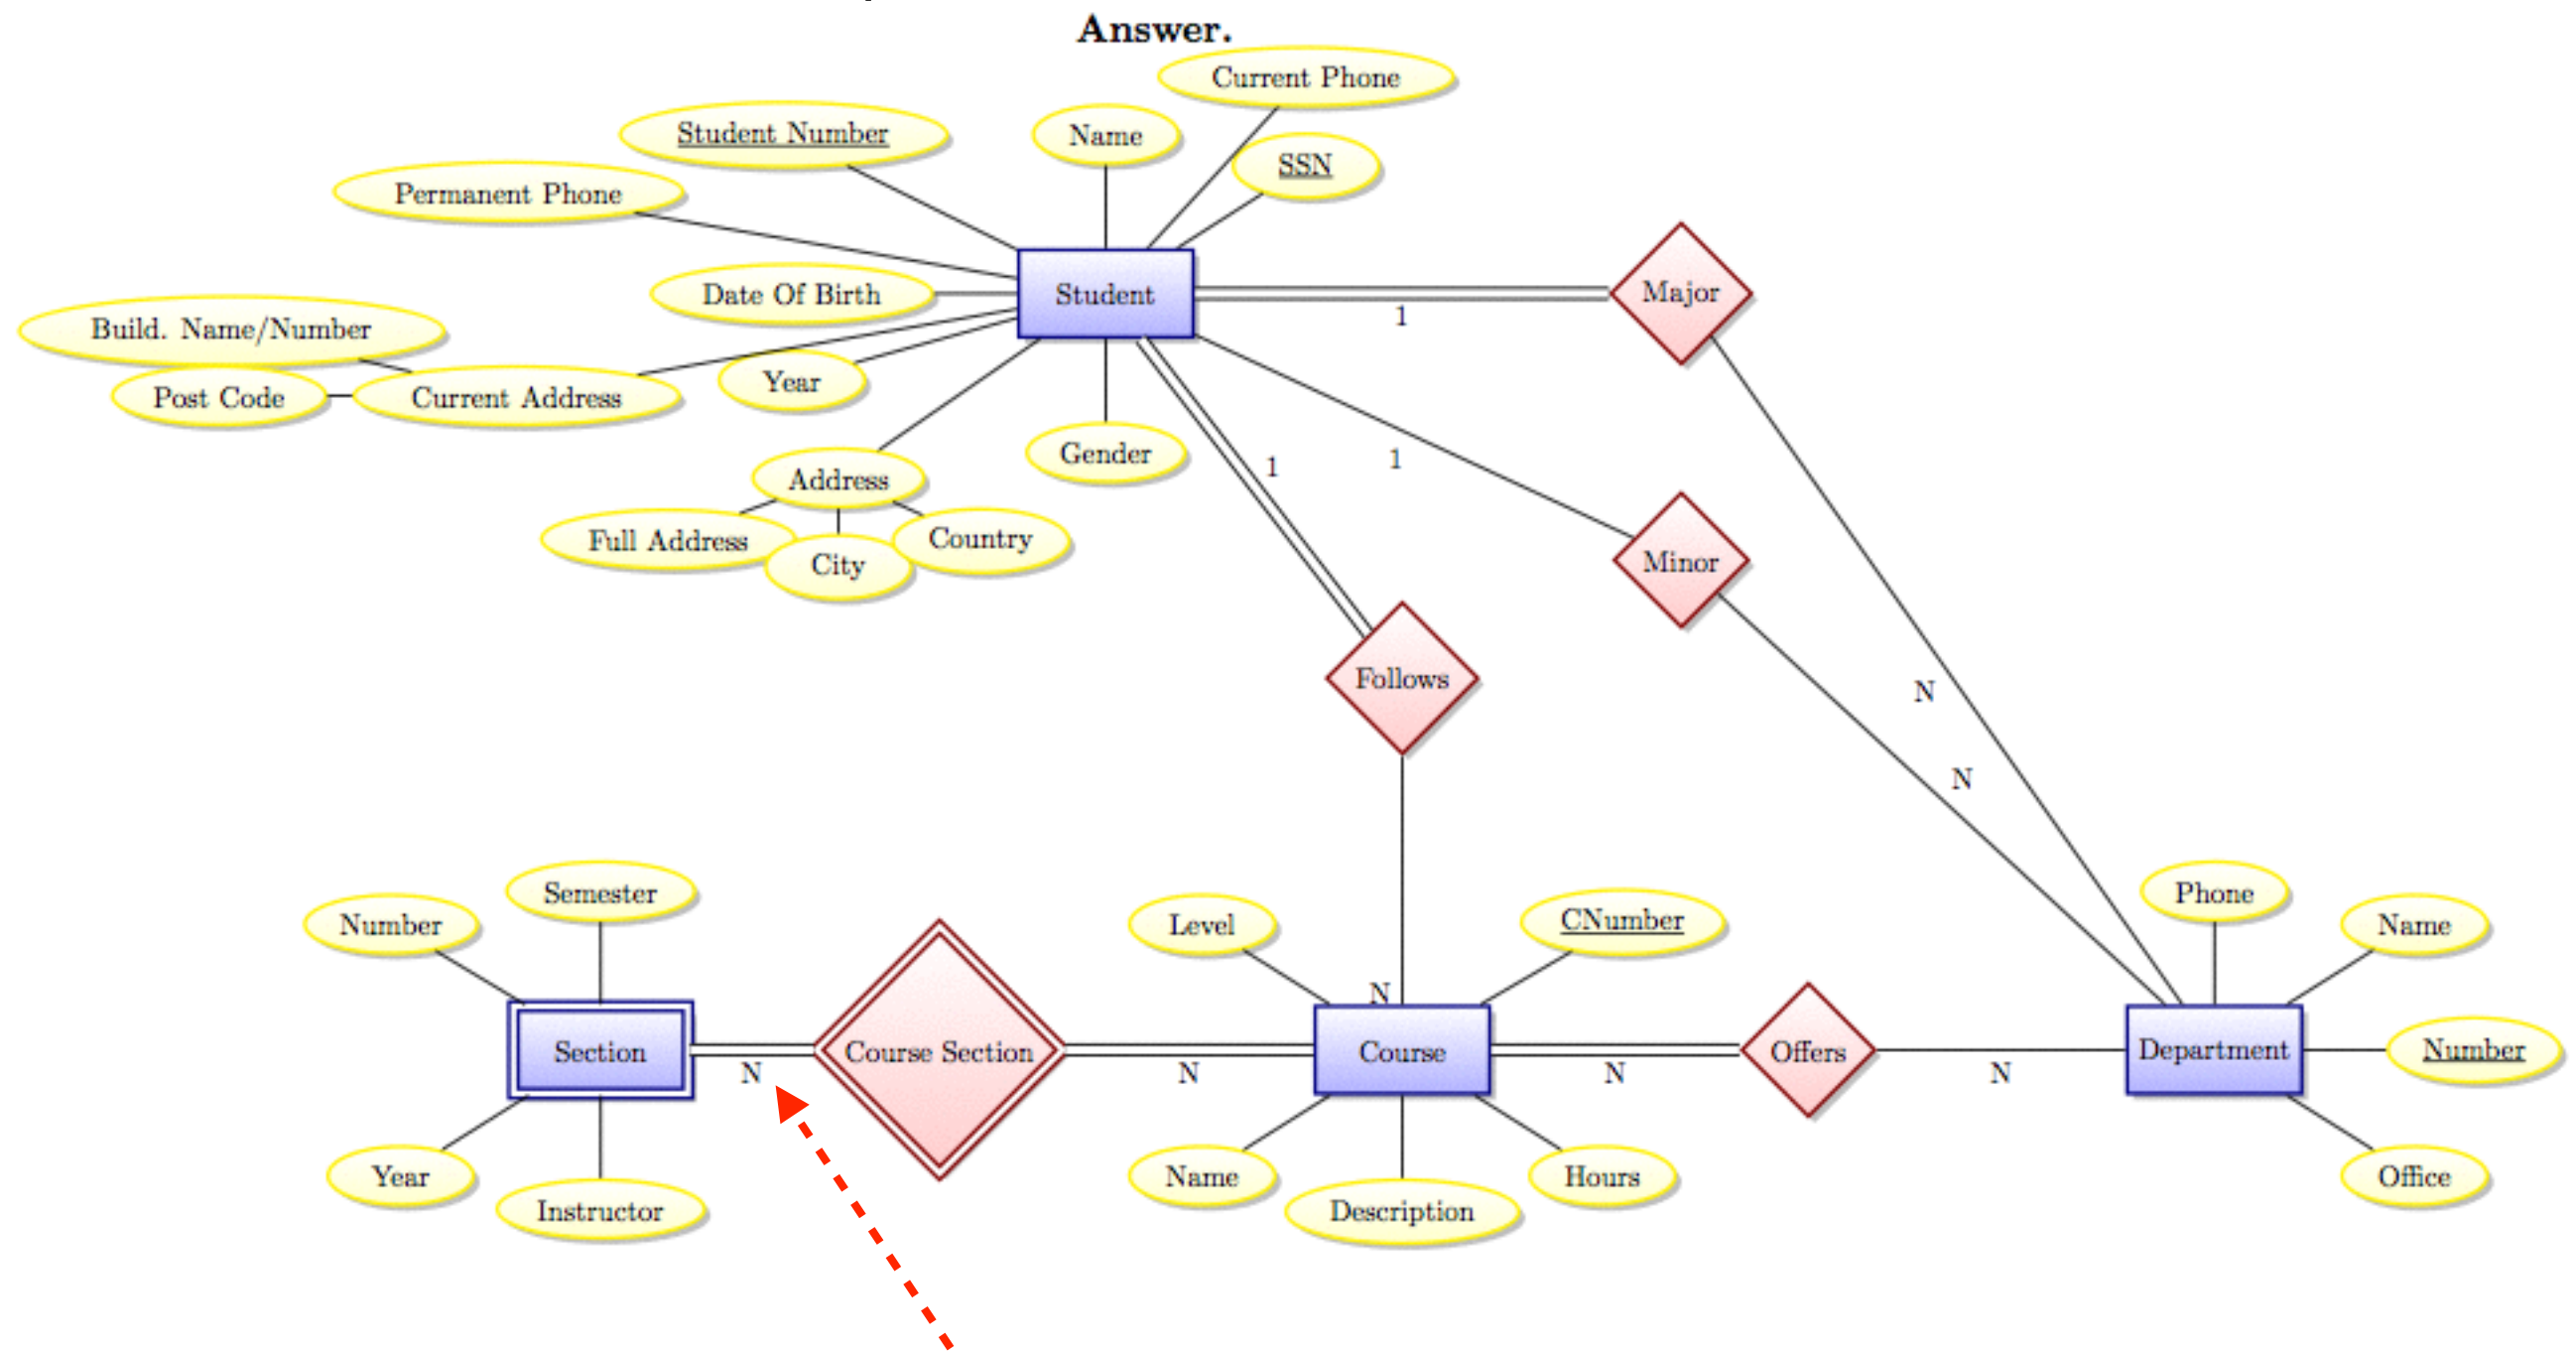 Answer.
Current Phone
Student Number
Name
SSN
Permanent Phone
Date Of Birth
Student
Major
1
Build. Name/Number
Year
Post Code
Current Address
Gender
1
1
Address
Full Address
City
Country
Minor
Follows
N
N
Semester
Number
Level
CNumber
Phone
Name
N
Section
N
Course Section
N
Course
N
Offers
N
Department
Number
Year
Instructor
Name
Description
Hours
Office